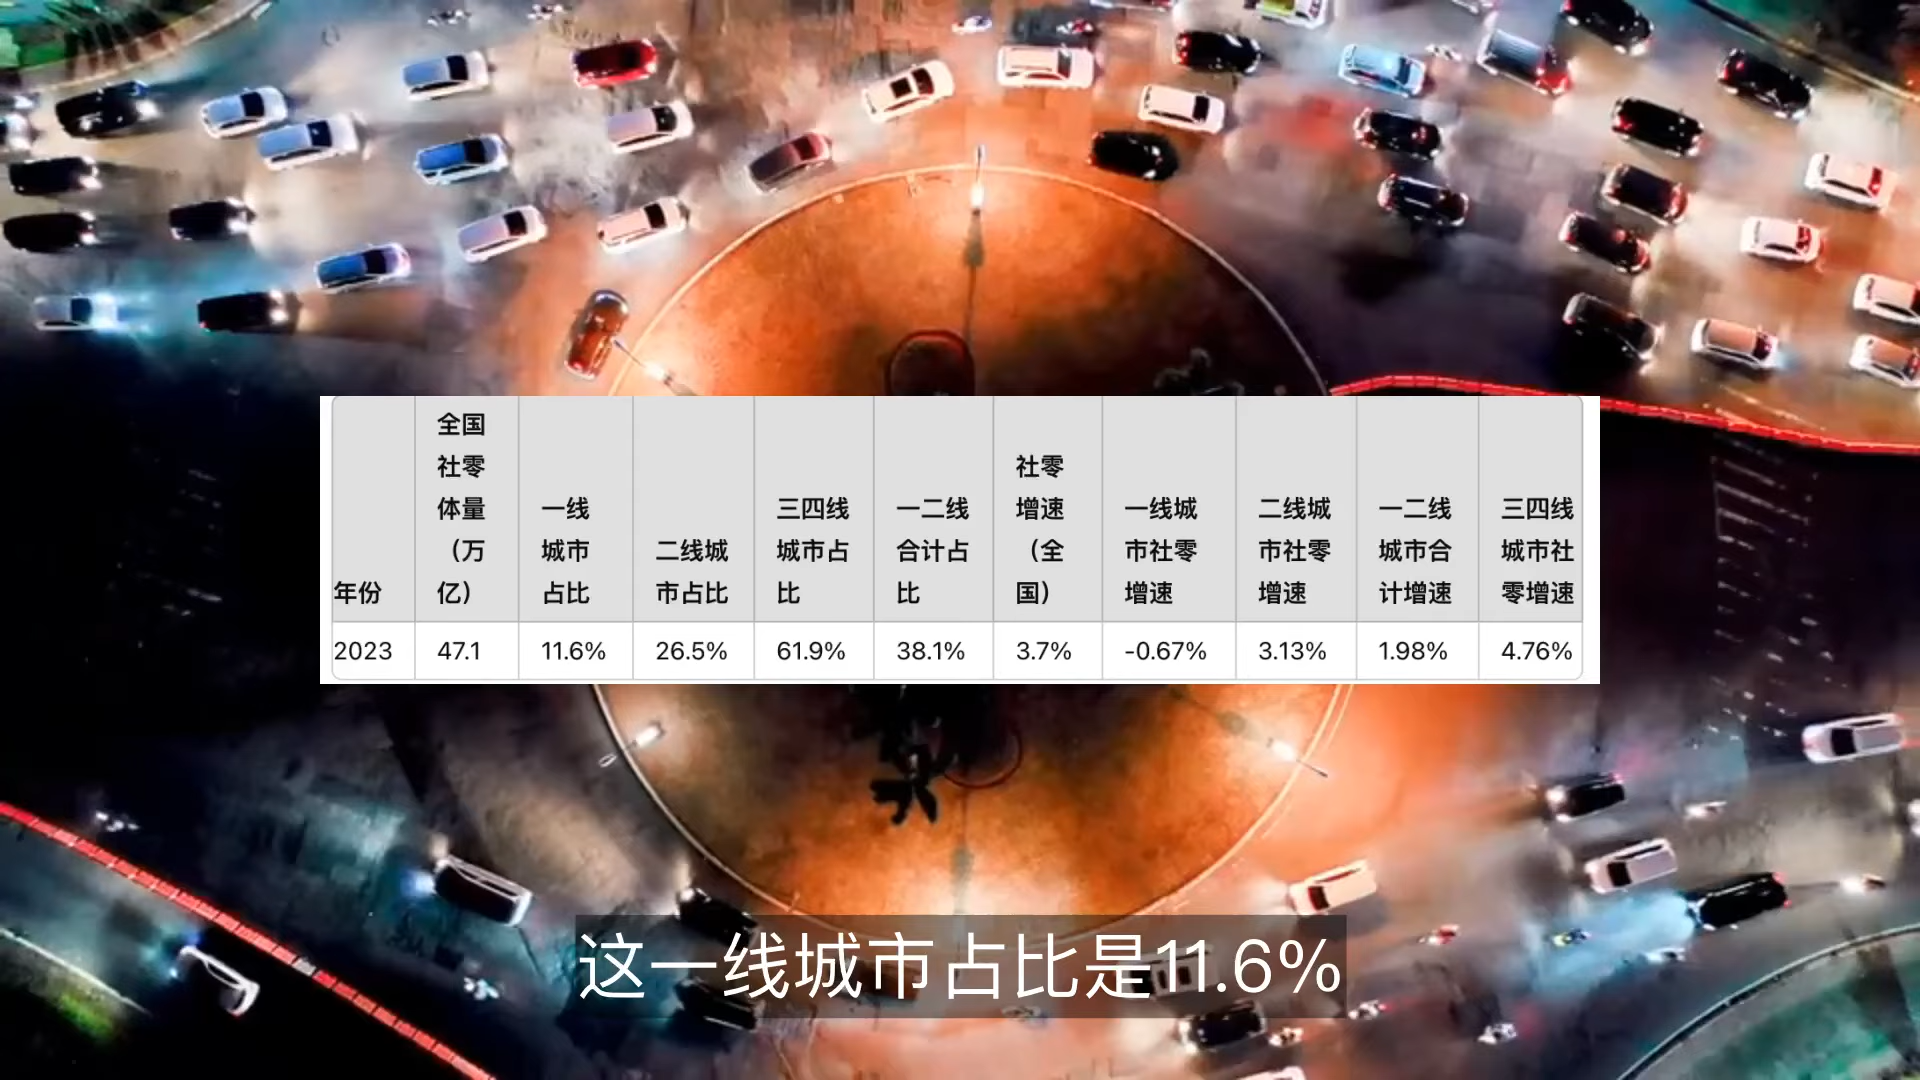 年份
全国
社零
体量
（万
亿）
一线
城市
占比
二线城
市占比
三四线
城市占
比
一二线
合计占
比
社零
增速
（全
国）
一线城
市社零
增速
二线城
市社零
增速
一二线
城市合
计增速
三四线
城市社
零增速
2023 47.1 11.6% 26.5% 61.9% 38.1% 3.7% -0.67% 3.13% 1.98% 4.76%
这一线城市占比是11.6%